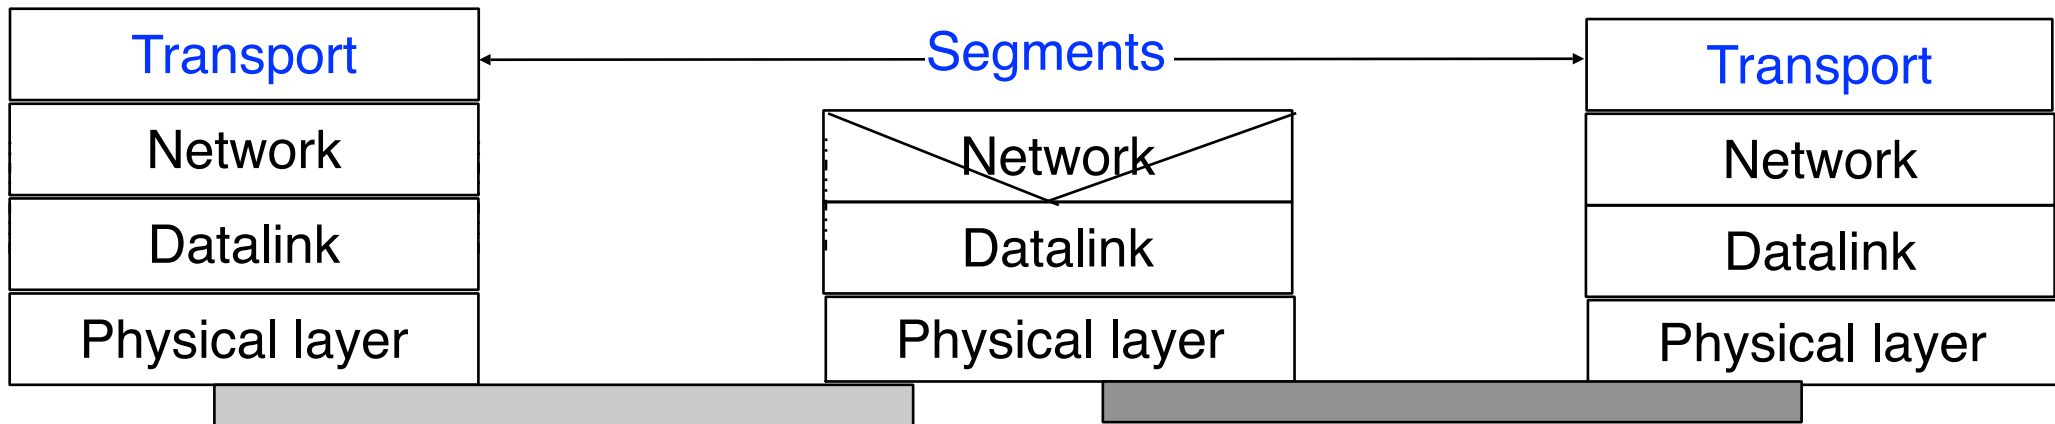 Transport
Segments
Transport
Network
Network
Network
Datalink
Datalink
Datalink
Physical layer
Physical layer
Physical layer